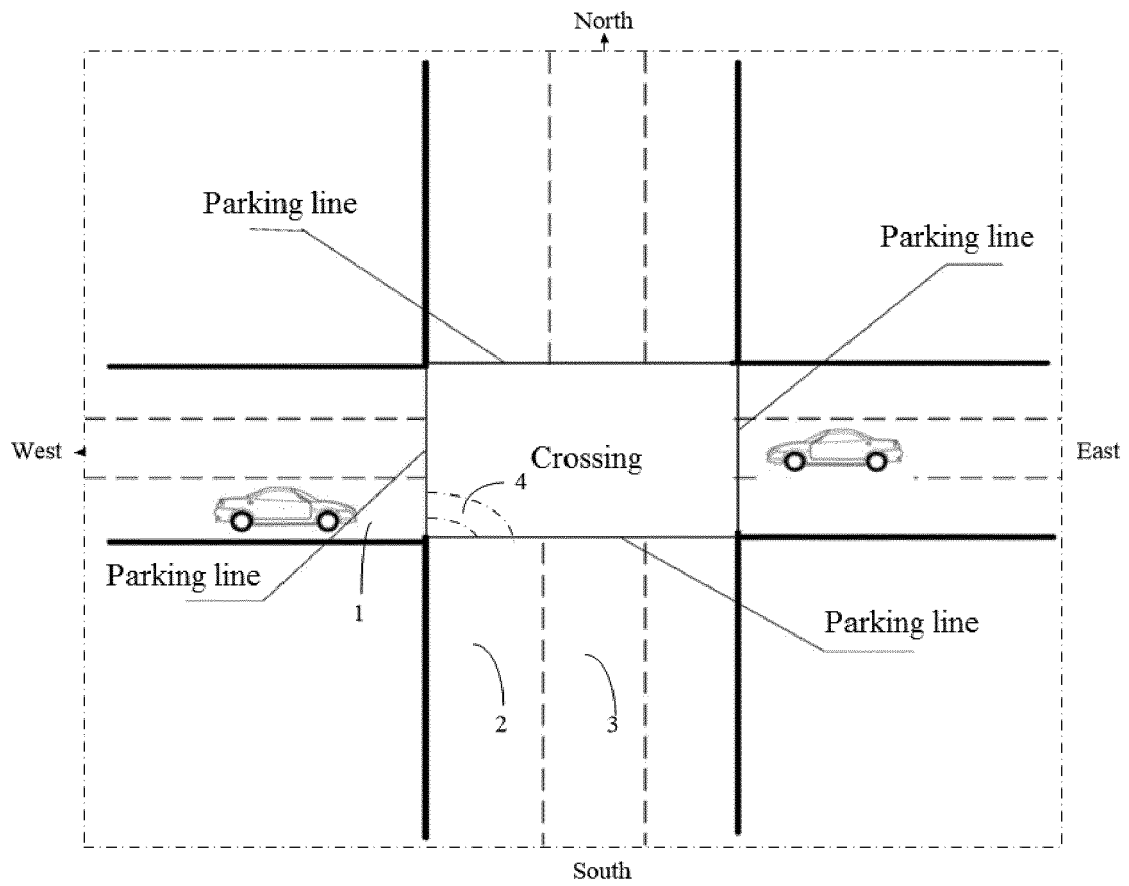 North
Parking line
Parking line
West
East
Crossing
4
Parking line
1
Parking line
2
3
South